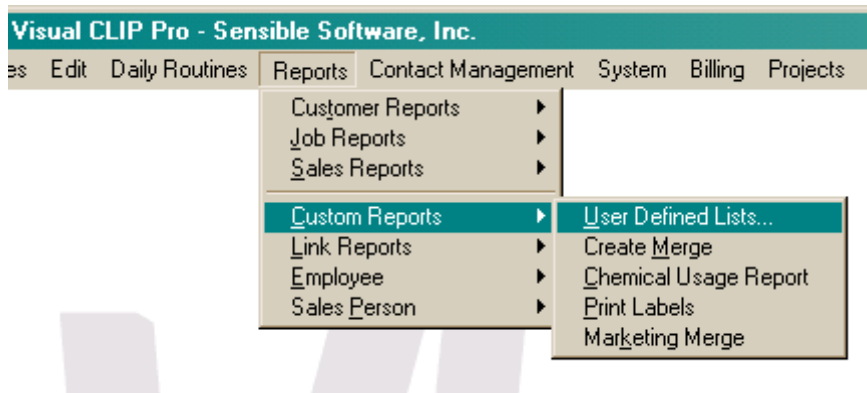 Visual CLIP Pro - Sensible Software, Inc.
es Edit Daily Routines Reports Contact Management System Billing Projects
Customer Reports
Job Reports
Sales Reports
Custom Reports
Link Reports
Employee
Sales Person
User Defined Lists...
Create Merge
Chemical Usage Report
Print Labels
Marketing Merge